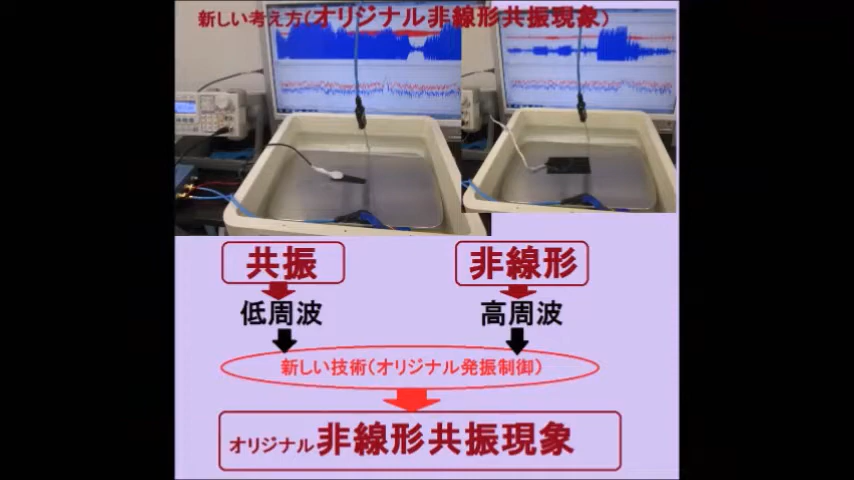 新しい考え方(オリジナル非線形共振現象)
共振
非線形
低周波
高周波
新しい技術(オリジナル発振制御)
オリジナル非線形共振現象